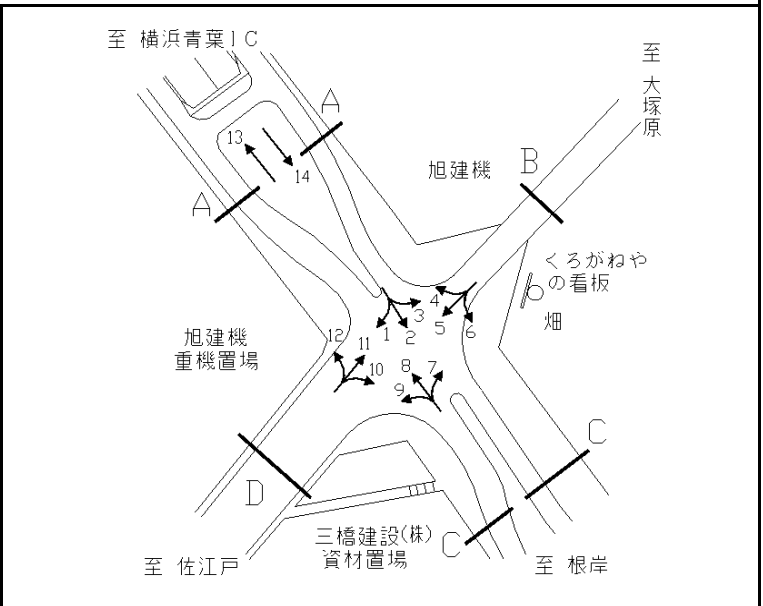 至 横浜青葉IC
至 大塚原
A
13
14
A
旭建機
B
くろがねや
の看板
畑
4
3
5
6
1
2
12
11
10
8
7
9
旭建機
重機置場
C
D
三橋建設(株)
資材置場
C
至 佐江戸
至 根岸